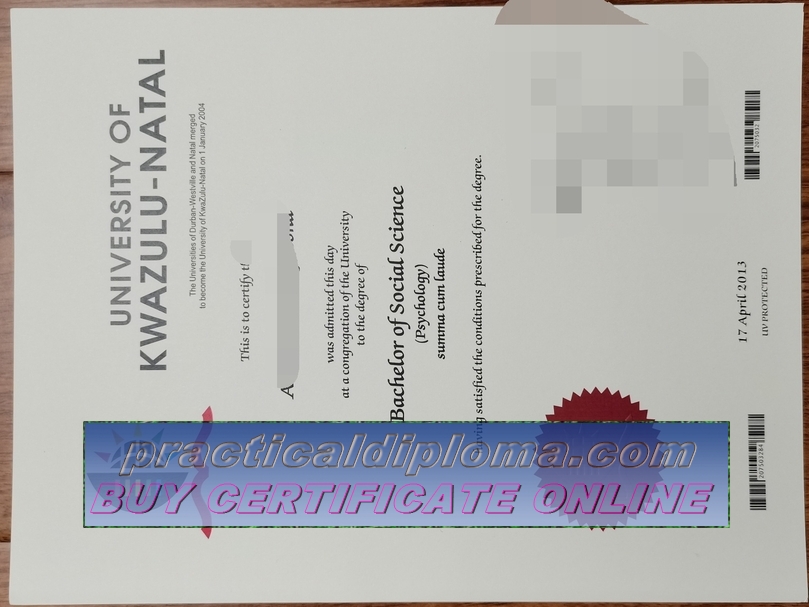 UNIVERSITY OF
KWAZULU-NATAL
The Universities of Durban-Westville and Natal merged
to become the University of KwaZulu-Natal on 1 January 2004
This is to certify t
A
was admitted this day
at a congregation of the University
to the degree of
Bachelor of Social Science
(Psychology)
summa cum laude
having satisfied the conditions prescribed for the degree.
17 April 2013
UV PROTECTED
2075032
207503284
practicaldiploma.com
BUY CERTIFICATE ONLINE